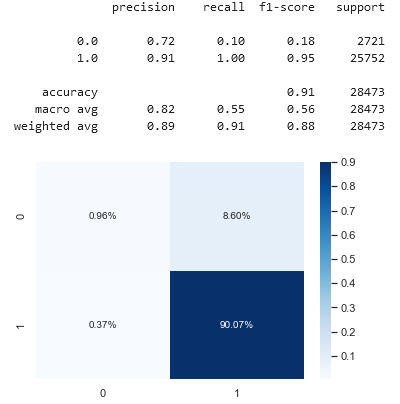 precision recall f1-score support
0.0 0.72 0.10 0.18 2721
1.0 0.91 1.00 0.95 25752
accuracy 0.91 28473
macro avg 0.82 0.55 0.56 28473
weighted avg 0.89 0.91 0.88 28473
0.9
0.8
0 0.96% 8.60% 0.7
0.6
0.5
0.4
1 0.37% 90.07% 0.3
0.2
0.1
0 1